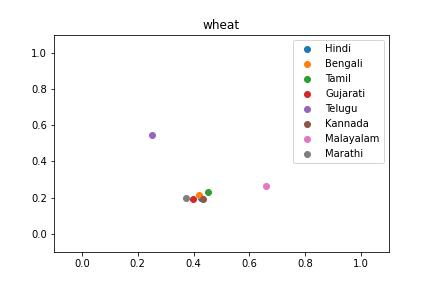 wheat
1.0
0.8
0.6
0.4
0.2
0.0
0.0 0.2 0.4 0.6 0.8 1.0
Hindi
Bengali
Tamil
Gujarati
Telugu
Kannada
Malayalam
Marathi